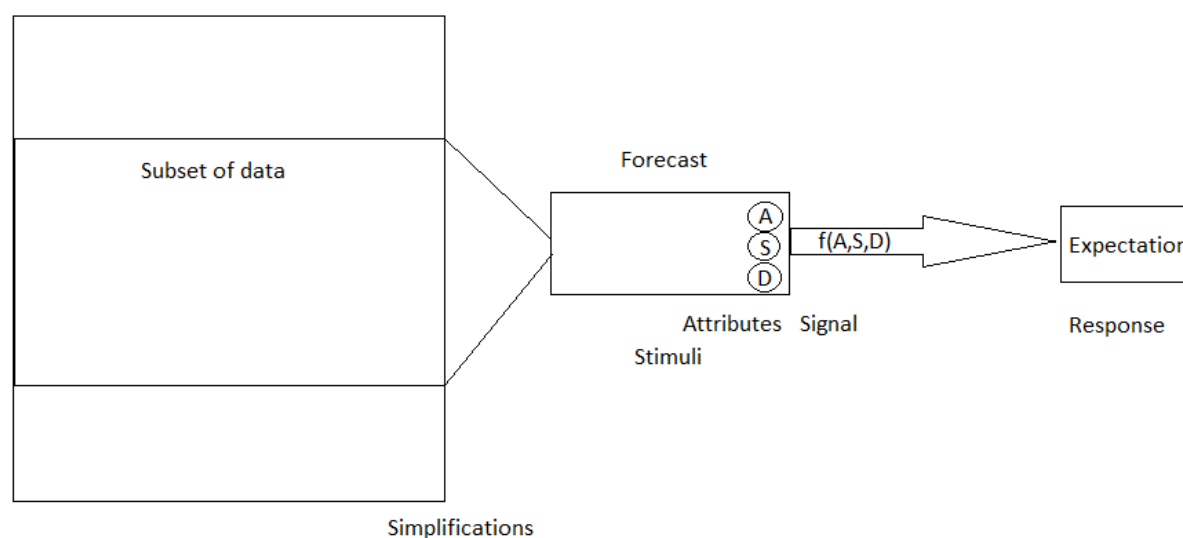 Subset of data
Forecast
A
S
D
f(A,S,D)
Expectation
Attributes
Signal
Response
Stimuli
Simplifications